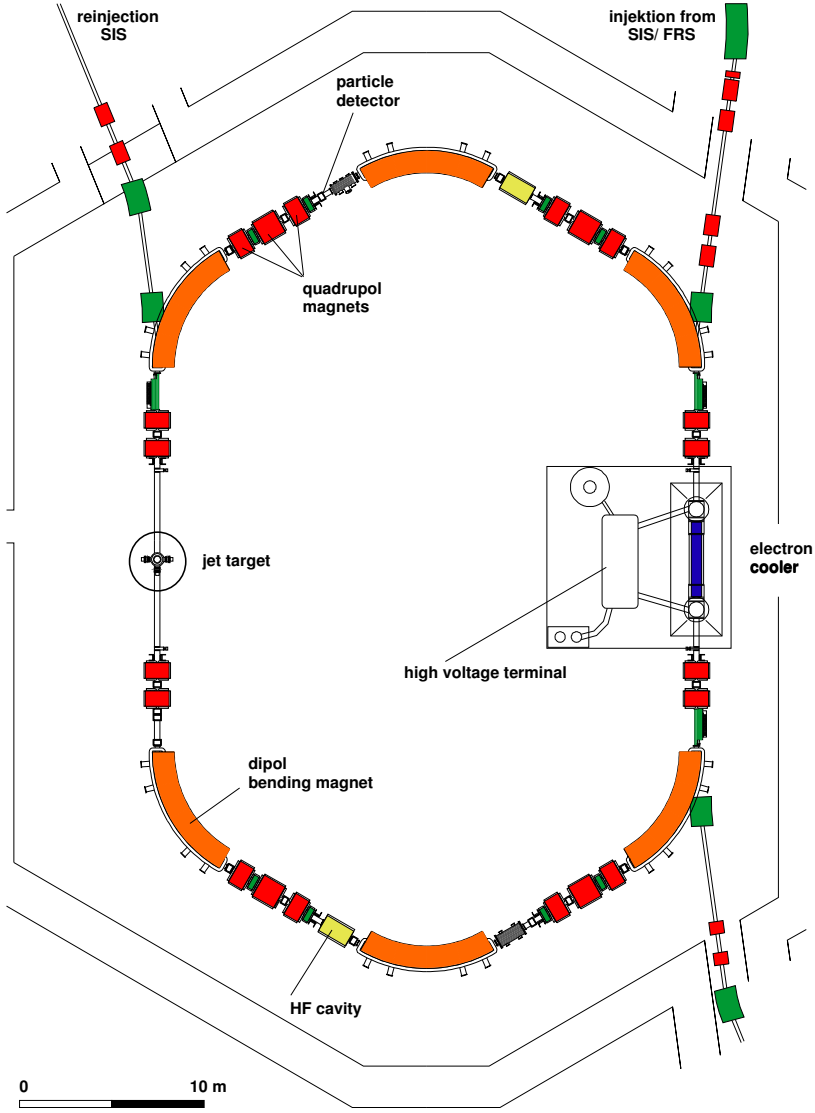 reinjection
SIS
injektion from
SIS/ FRS
particle
detector
quadrupol
magnets
jet target
electron
cooler
high voltage terminal
dipol
bending magnet
HF cavity
0 10 m